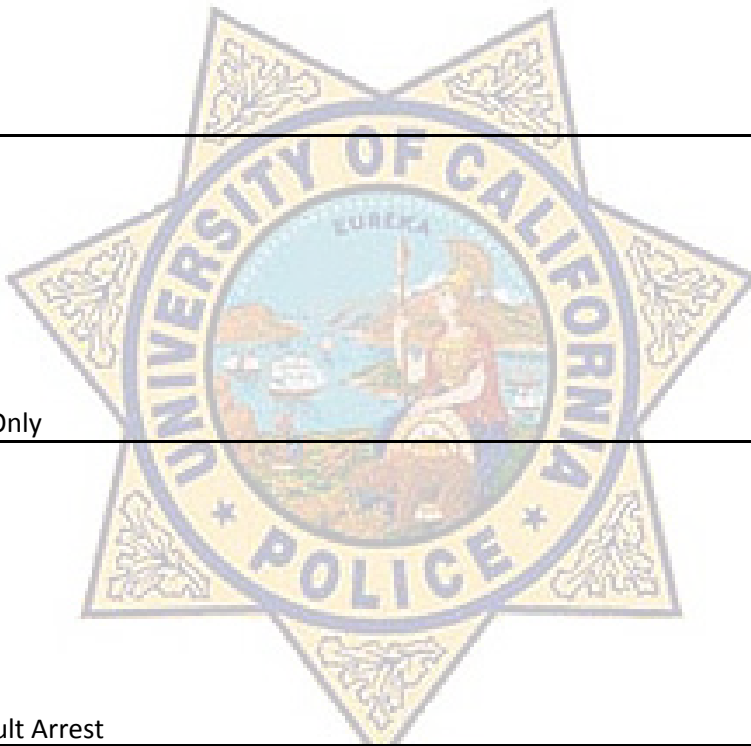 UNIVERSITY OF CALIFORNIA
EUREKA
Only
ult Arrest
★ POLICE ★